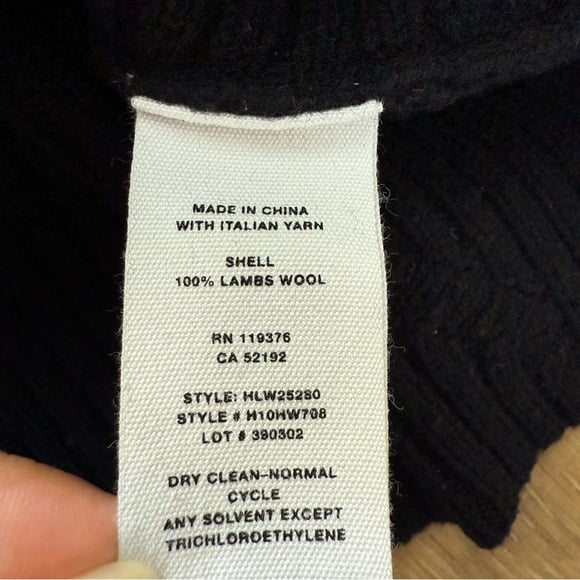 MADE IN CHINA
WITH ITALIAN YARN
SHELL
100% LAMBS WOOL
RN 119376
CA 52192
STYLE: HLW25280
STYLE # H10HW708
LOT # 390302
DRY CLEAN-NORMAL
CYCLE
ANY SOLVENT EXCEPT
TRICHLOROETHYLENE